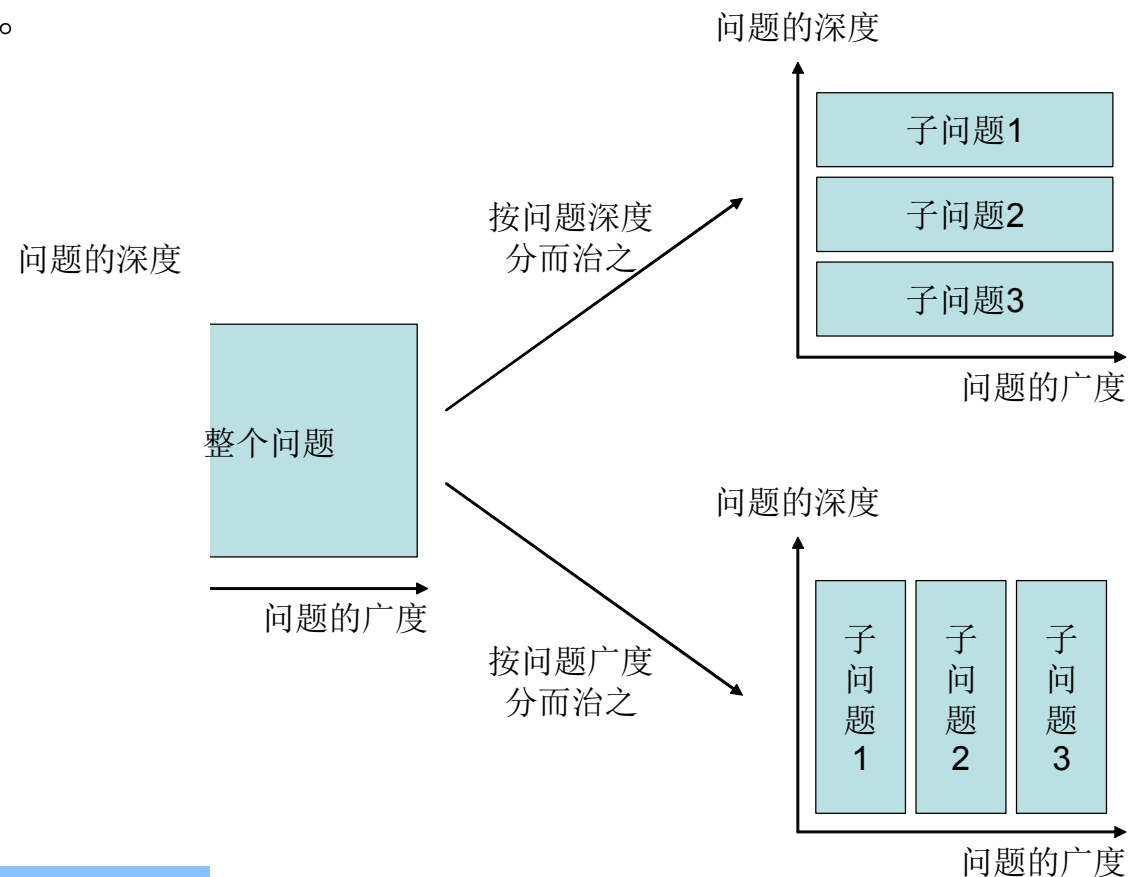 。
问题的深度
整个问题
问题的广度
按问题深度
分而治之
问题的深度
子问题1
子问题2
子问题3
问题的广度
按问题广度
分而治之
问题的深度
子问题1
子问题2
子问题3
问题的广度